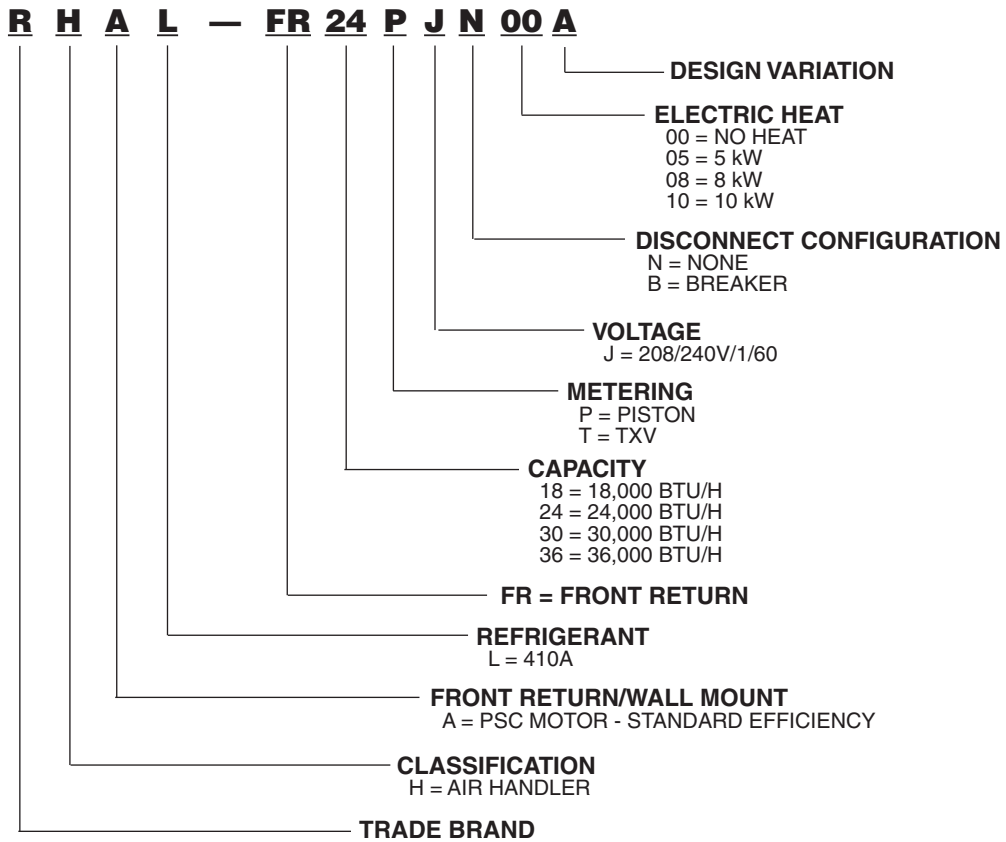 R H A L — FR 24 P J N 00 A
DESIGN VARIATION
ELECTRIC HEAT
00 = NO HEAT
05 = 5 kW
08 = 8 kW
10 = 10 kW
DISCONNECT CONFIGURATION
N = NONE
B = BREAKER
VOLTAGE
J = 208/240V/1/60
METERING
P = PISTON
T = TXV
CAPACITY
18 = 18,000 BTU/H
24 = 24,000 BTU/H
30 = 30,000 BTU/H
36 = 36,000 BTU/H
FR = FRONT RETURN
REFRIGERANT
L = 410A
FRONT RETURN/WALL MOUNT
A = PSC MOTOR - STANDARD EFFICIENCY
CLASSIFICATION
H = AIR HANDLER
TRADE BRAND